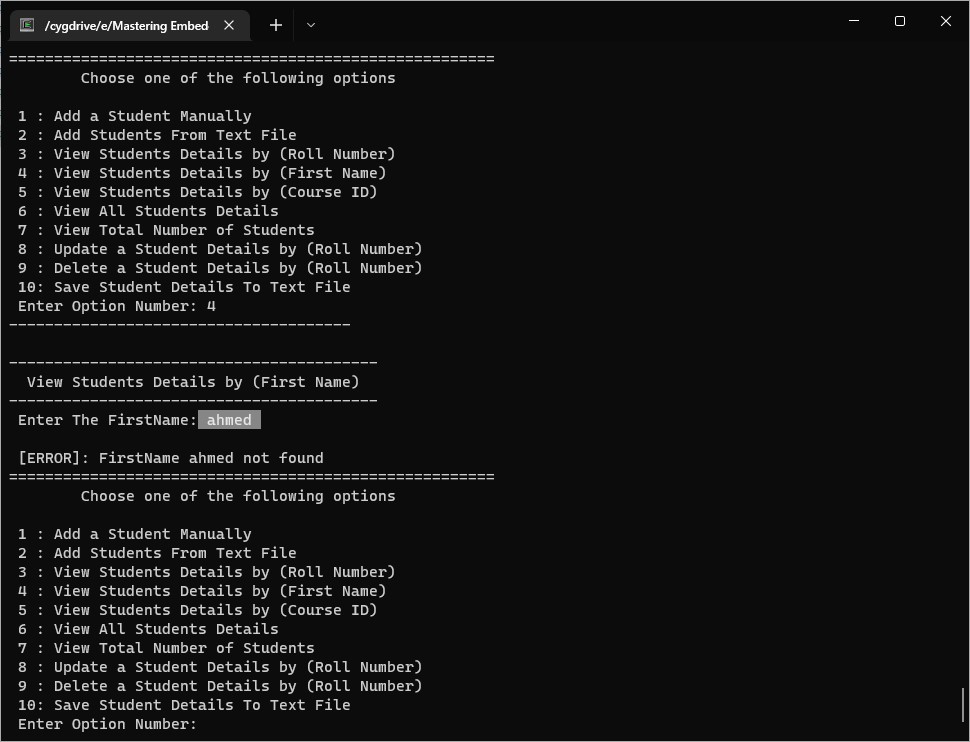 /cygdrive/e/Mastering Embed
======================================================
Choose one of the following options
1 : Add a Student Manually
2 : Add Students From Text File
3 : View Students Details by (Roll Number)
4 : View Students Details by (First Name)
5 : View Students Details by (Course ID)
6 : View All Students Details
7 : View Total Number of Students
8 : Update a Student Details by (Roll Number)
9 : Delete a Student Details by (Roll Number)
10: Save Student Details To Text File
Enter Option Number: 4
--------------------------------------
-----------------------------------------
View Students Details by (First Name)
-----------------------------------------
Enter The FirstName: ahmed
[ERROR]: FirstName ahmed not found
======================================================
Choose one of the following options
1 : Add a Student Manually
2 : Add Students From Text File
3 : View Students Details by (Roll Number)
4 : View Students Details by (First Name)
5 : View Students Details by (Course ID)
6 : View All Students Details
7 : View Total Number of Students
8 : Update a Student Details by (Roll Number)
9 : Delete a Student Details by (Roll Number)
10: Save Student Details To Text File
Enter Option Number: